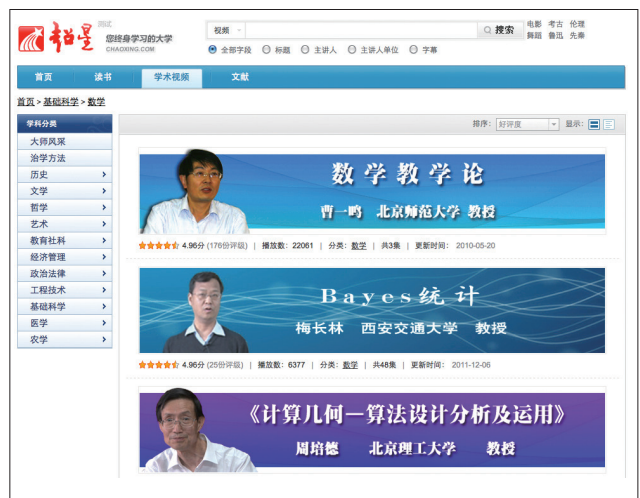 超星
测试
您终身学习的大学
CHAOXING.COM
视频
搜索
电影 考古 伦理
舞蹈 鲁迅 先秦
全部字段 标题 主讲人 主讲人单位 字幕
首页 读书 学术视频 文献
首页 > 基础科学 > 数学
学科分类
排序: 好评度 显示:
大师风采
治学方法
历史
文学
哲学
艺术
教育社科
经济管理
政治法律
工程技术
基础科学
医学
农学
数学教学论
曹一鸣 北京师范大学 教授
4.96分 (176份评级) | 播放数: 22061 | 分类: 数学 | 共3集 | 更新时间: 2010-05-20
Bayes统计
梅长林 西安交通大学 教授
4.96分 (25份评级) | 播放数: 6377 | 分类: 数学 | 共48集 | 更新时间: 2011-12-06
《计算几何—算法设计分析及运用》
周培德 北京理工大学 教授